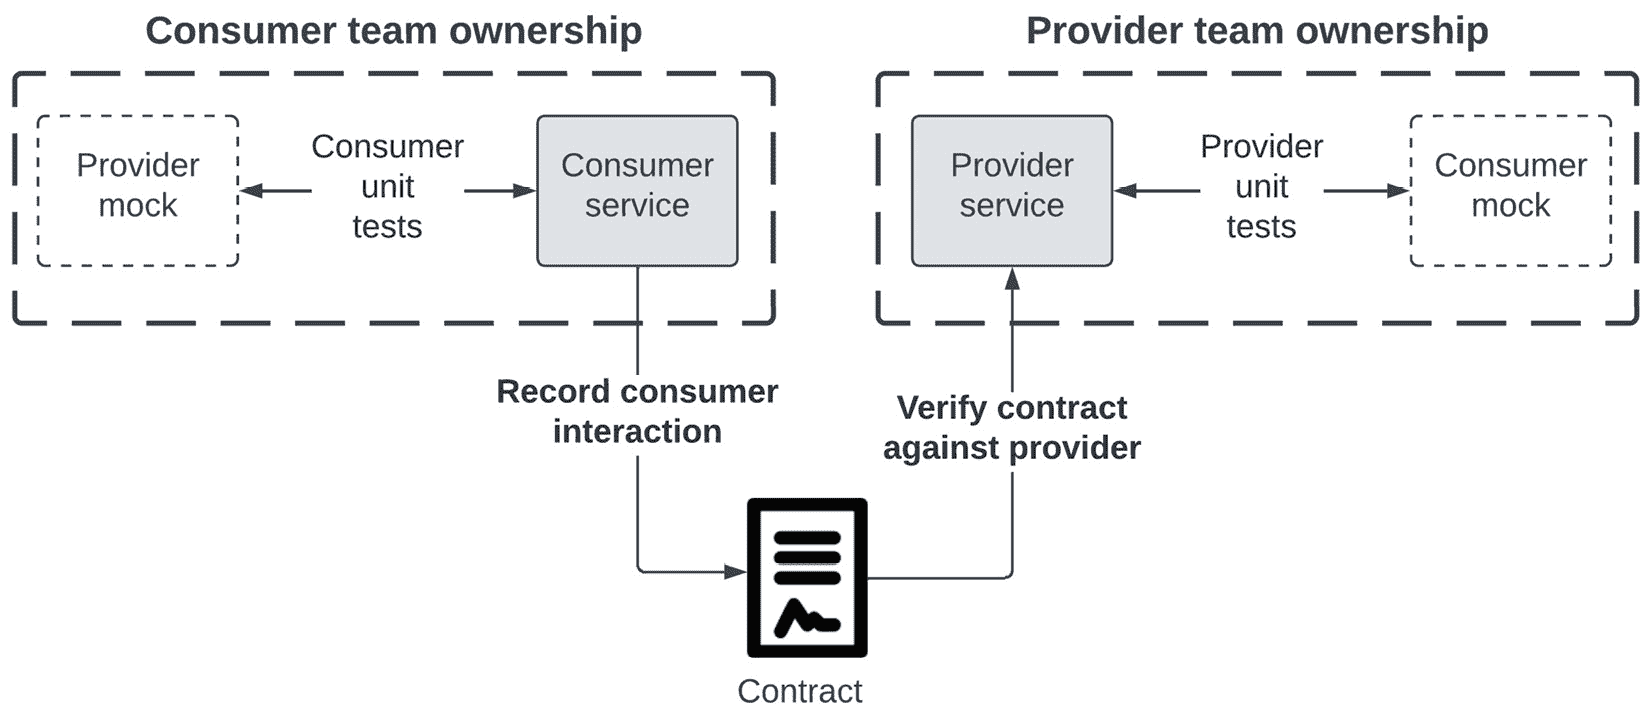 Consumer team ownership
Provider team ownership
Provider
mock
Consumer
unit
tests
Consumer
service
Provider
service
Provider
unit
tests
Consumer
mock
Record consumer
interaction
Verify contract
against provider
Contract